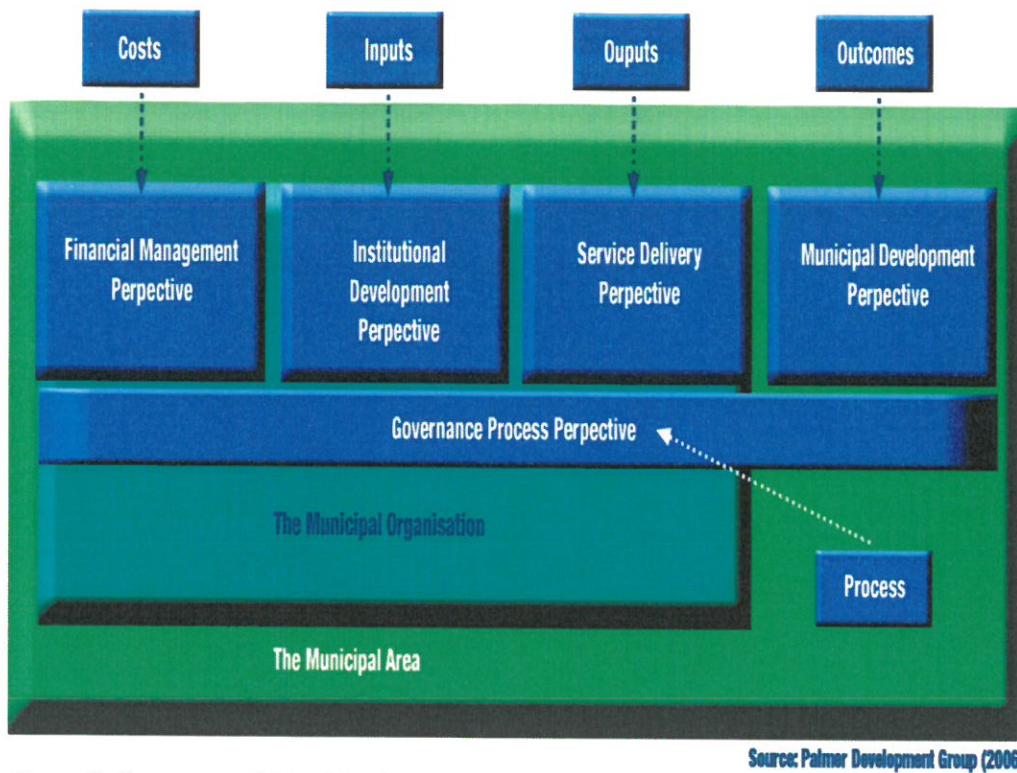 Costs
Inputs
Ouputs
Outcomes
Financial Management
Perpective
Institutional
Development
Perpective
Service Delivery
Perpective
Municipal Development
Perpective
Governance Process Perpective
The Municipal Organisation
Process
The Municipal Area
Source: Palmer Development Group (2006